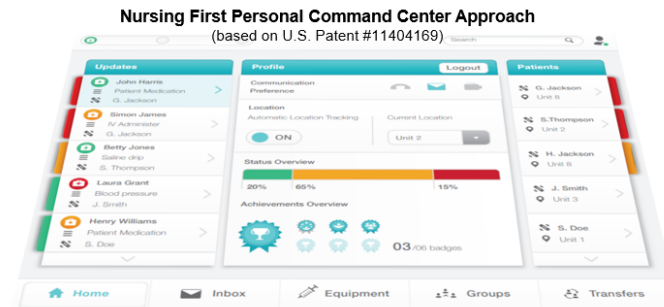 Nursing First Personal Command Center Approach
(based on U.S. Patent #11404169)
Search
Updates
John Harris
Patient Medication
G. Jackson
Simon James
IV Administer
G. Jackson
Betty Jones
Saline drip
S. Thompson
Laura Grant
Blood pressure
J. Smith
Henry Williams
Patient Medication
S. Doe
Profile
Logout
Communication
Preference
Location
Automatic Location Tracking
Current Location
ON
Unit 2
Status Overview
20% 65% 15%
Achievements Overview
03/06 badges
Patients
G. Jackson
Unit 8
S.Thompson
Unit 2
H. Jackson
Unit 8
J. Smith
Unit 3
S. Doe
Unit 1
Home
Inbox
Equipment
Groups
Transfers